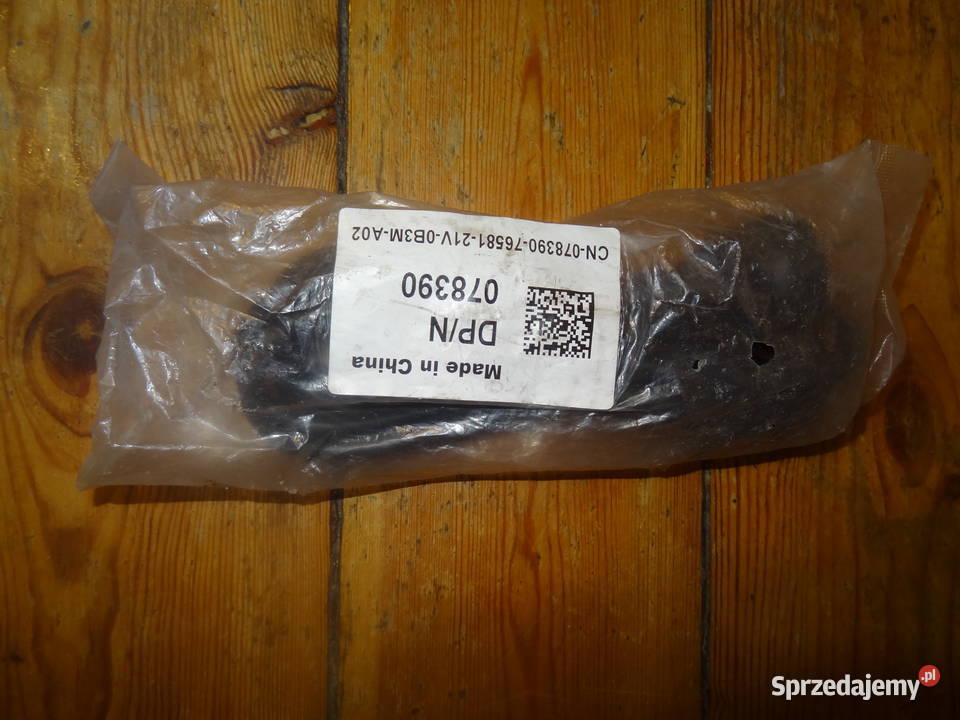 Made in China
DP/N
078390
CN-078390-76581-21V-0B3M-A02
Sprzedajemy.pl